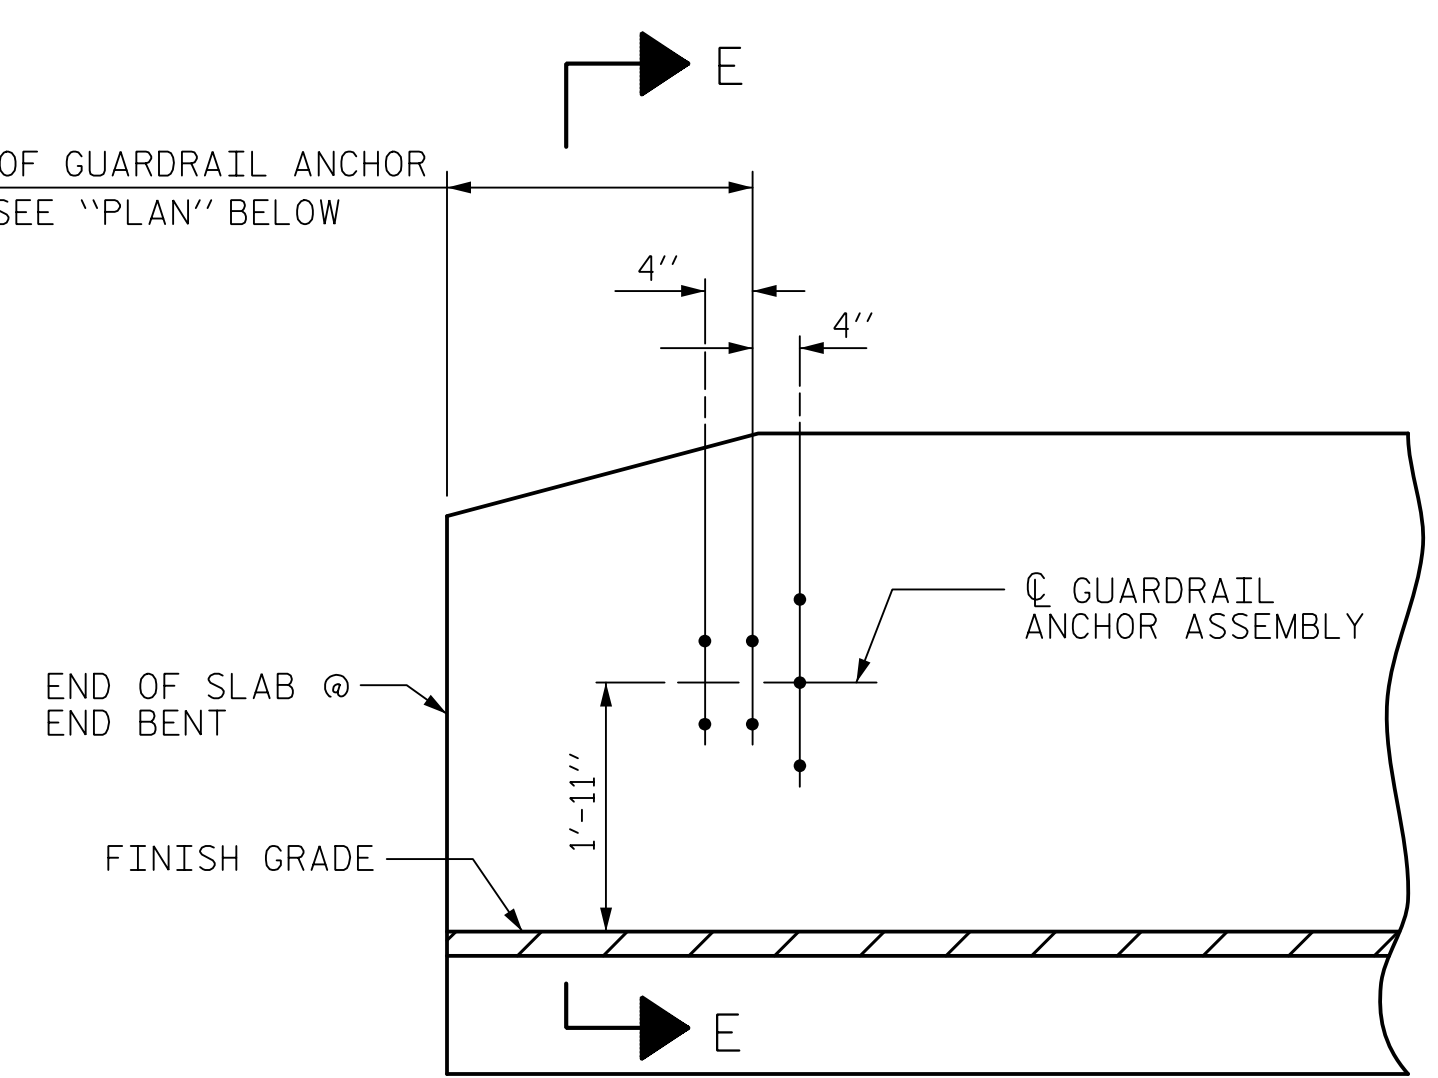 E
OF GUARDRAIL ANCHOR
SEE "PLAN" BELOW
4"
4"
℄ GUARDRAIL
ANCHOR ASSEMBLY
END OF SLAB @
END BENT
1'-11"
FINISH GRADE
E